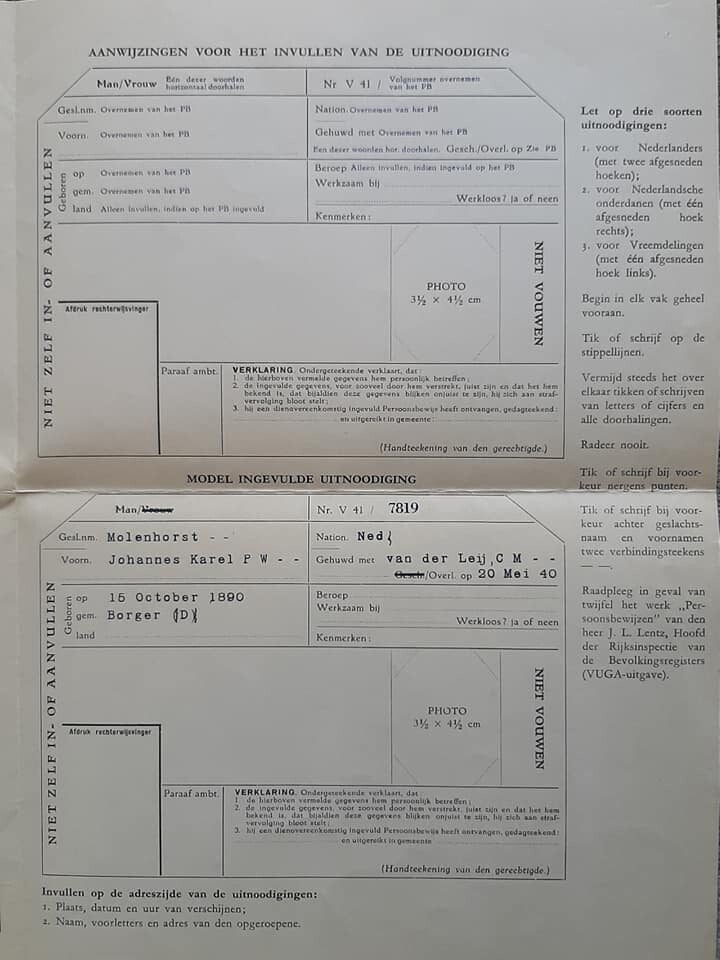 AANWIJZINGEN VOOR HET INVULLEN VAN DE UITNOODIGING
Man/Vrouw Één dezer woorden horizontaal doorhalen
Nr V 41 / Volgnummer overnemen van het PB
Gesl.nm. Overnemen van het PB
Voorn. Overnemen van het PB
Nation. Overnemen van het PB
Gehuwd met Overnemen van het PB
Een dezer woorden hor. doorhalen. Gesch./Overl. op Zie PB
Geboren
op Overnemen van het PB
gem. Overnemen van het PB
land Alleen invullen, indien op het PB ingevuld
Beroep Alleen invullen, indien ingevuld op het PB
Werkzaam bij
Werkloos? ja of neen
Kenmerken:
NIET ZELF IN- OF AANVULLEN
PHOTO
3½ × 4½ cm
NIET VOUWEN
Afdruk rechterwijsvinger
Paraaf ambt.
VERKLARING. Ondergeteekende verklaart, dat:
1. de hierboven vermelde gegevens hem persoonlijk betreffen;
2. de ingevulde gegevens, voor zooveel door hem verstrekt, juist zijn en dat het hem
bekend is, dat bijaldien deze gegevens blijken onjuist te zijn, hij zich aan straf-
vervolging bloot stelt;
3. hij een dienovereenkomstig ingevuld Persoonsbewijs heeft ontvangen, gedagteekend:
en uitgereikt in gemeente:
(Handteekening van den gerechtigde.)
Let op drie soorten
uitnoodigingen:
1. voor Nederlanders
(met twee afgesneden
hoeken);
2. voor Nederlandsche
onderdanen (met één
afgesneden hoek
rechts);
3. voor Vreemdelingen
(met één afgesneden
hoek links).
Begin in elk vak geheel
vooraan.
Tik of schrijf op de
stippellijnen.
Vermijd steeds het over
elkaar tikken of schrijven
van letters of cijfers en
alle doorhalingen.
Radeer nooit.
Tik of schrijf bij voor-
keur nergens punten.
Tik of schrijf bij voor-
keur achter geslachts-
naam en voornamen
twee verbindingsteekens
— —.
Raadpleeg in geval van
twijfel het werk „Per-
soonsbewijzen” van den
heer J. L. Lentz, Hoofd
der Rijksinspectie van
de Bevolkingsregisters
(VUGA-uitgave).
MODEL INGEVULDE UITNOODIGING
Man/Vrouw
Nr. V 41 / 7819
Gesl.nm. Molenhorst - -
Voorn. Johannes Karel P W - -
Nation. Ned
Gehuwd met van der Leij, C M - -
Gesch/Overl. op 20 Mei 40
Geboren
op 15 October 1890
gem. Borger (D)
land
Beroep
Werkzaam bij
Werkloos? ja of neen
Kenmerken:
NIET ZELF IN- OF AANVULLEN
PHOTO
3½ × 4½ cm
NIET VOUWEN
Afdruk rechterwijsvinger
Paraaf ambt.
VERKLARING. Ondergeteekende verklaart, dat
1. de hierboven vermelde gegevens hem persoonlijk betreffen;
2. de ingevulde gegevens, voor zooveel door hem verstrekt, juist zijn en dat het hem
bekend is, dat bijaldien deze gegevens blijken onjuist te zijn, hij zich aan straf-
vervolging bloot stelt;
3. hij een dienovereenkomstig ingevuld Persoonsbewijs heeft ontvangen, gedagteekend:
en uitgereikt in gemeente
(Handteekening van den gerechtigde.)
Invullen op de adreszijde van de uitnoodigingen:
1. Plaats, datum en uur van verschijnen;
2. Naam, voorletters en adres van den opgeroepene.